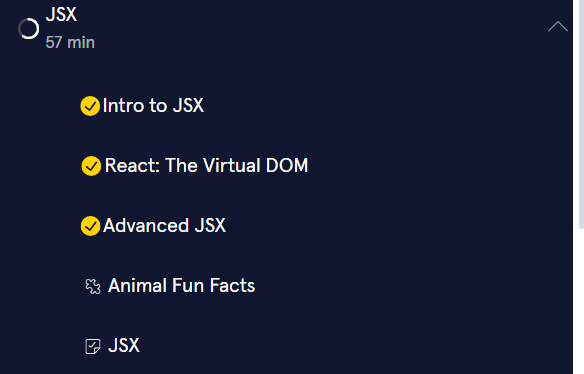 JSX
57 min
Intro to JSX
React: The Virtual DOM
Advanced JSX
Animal Fun Facts
JSX